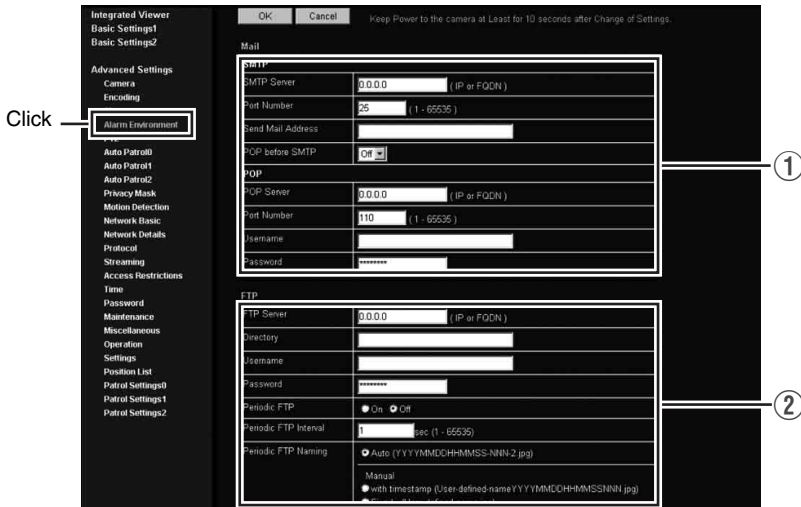 Integrated Viewer
Basic Settings1
Basic Settings2
Advanced Settings
Camera
Encoding
Click
Alarm Environment
Auto Patrol0
Auto Patrol1
Auto Patrol2
Privacy Mask
Motion Detection
Network Basic
Network Details
Protocol
Streaming
Access Restrictions
Time
Password
Maintenance
Miscellaneous
Operation
Settings
Position List
Patrol Settings0
Patrol Settings1
Patrol Settings2
OK Cancel Keep Power to the camera at Least for 10 seconds after Change of Settings.
Mail
SMTP
SMTP Server 0.0.0.0 ( IP or FQDN )
Port Number 25 ( 1 - 65535 )
Send Mail Address
POP before SMTP Off
POP
POP Server 0.0.0.0 ( IP or FQDN )
Port Number 110 ( 1 - 65535 )
Username
Password ********
①
FTP
FTP Server 0.0.0.0 ( IP or FQDN )
Directory
Username
Password ********
Periodic FTP On Off
Periodic FTP Interval 1 sec (1 - 65535)
Periodic FTP Naming Auto (YYYYMMDDHHMMSS-NNN-2.jpg)
Manual
with timestamp (User-defined-nameYYYYMMDDHHMMSSNNN.jpg)
②